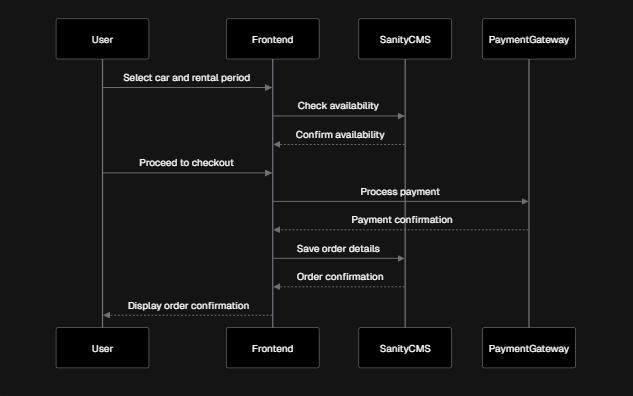 User
Frontend
SanityCMS
PaymentGateway
Select car and rental period
Check availability
Confirm availability
Proceed to checkout
Process payment
Payment confirmation
Save order details
Order confirmation
Display order confirmation
User
Frontend
SanityCMS
PaymentGateway